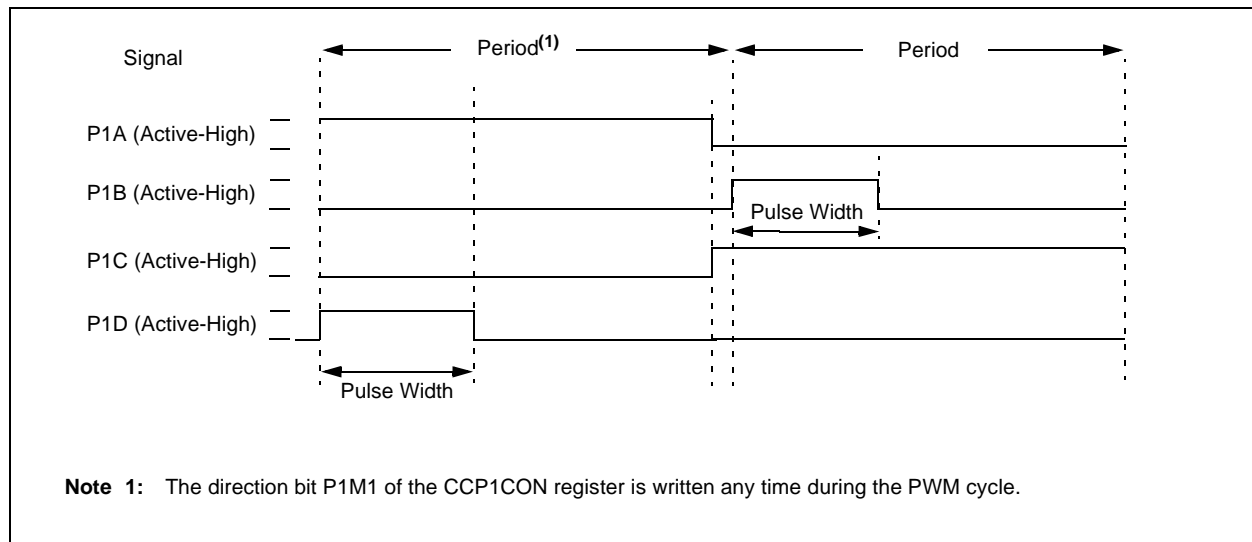 Signal
Period(1)
Period
P1A (Active-High)
P1B (Active-High)
Pulse Width
P1C (Active-High)
P1D (Active-High)
Pulse Width
Note 1: The direction bit P1M1 of the CCP1CON register is written any time during the PWM cycle.